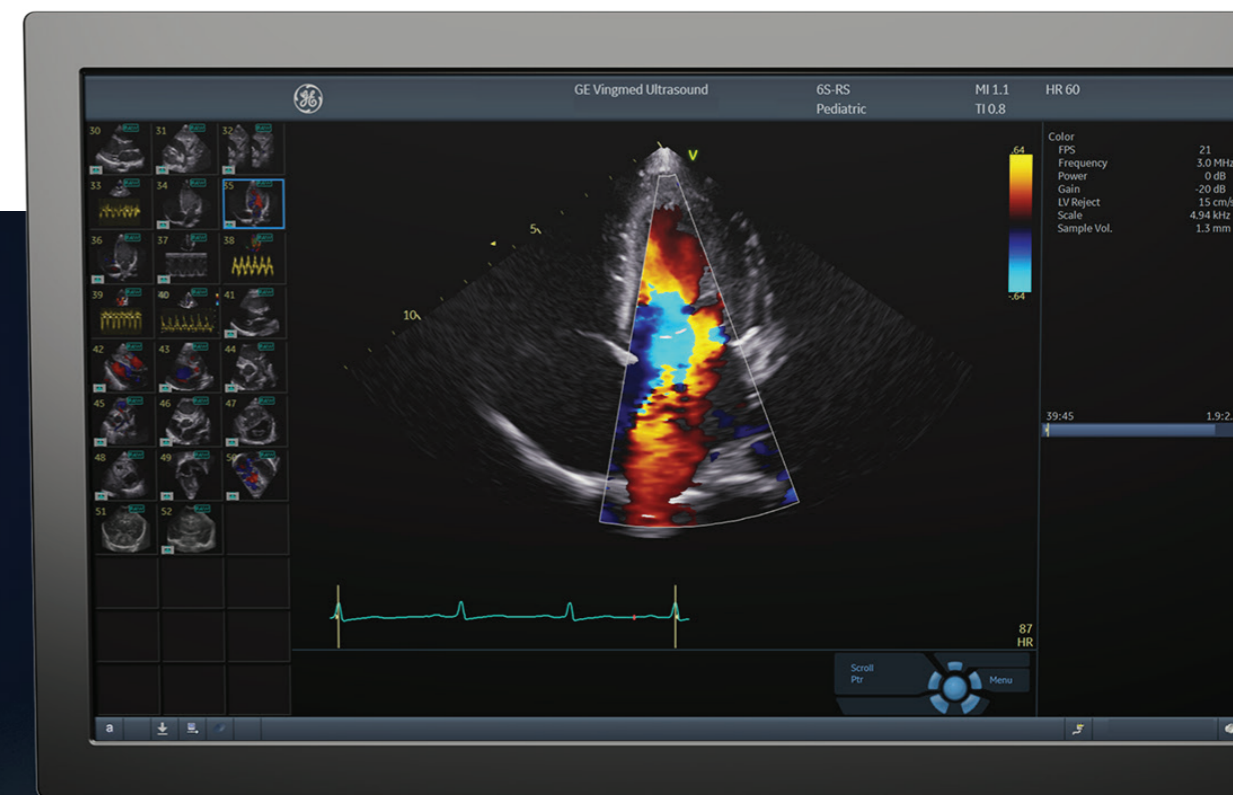 GE Vingmed Ultrasound
6S-RS
Pediatric
MI 1.1
TI 0.8
HR 60
30
31
32
33
34
35
36
37
38
39
40
41
42
43
44
45
46
47
48
49
50
51
52
V
5
10
.64
-.64
Color
FPS 21
Frequency 3.0 MHz
Power 0 dB
Gain -20 dB
LV Reject 15 cm/s
Scale 4.94 kHz
Sample Vol. 1.3 mm
39:45
87
HR
Scroll
Ptr
Menu
a